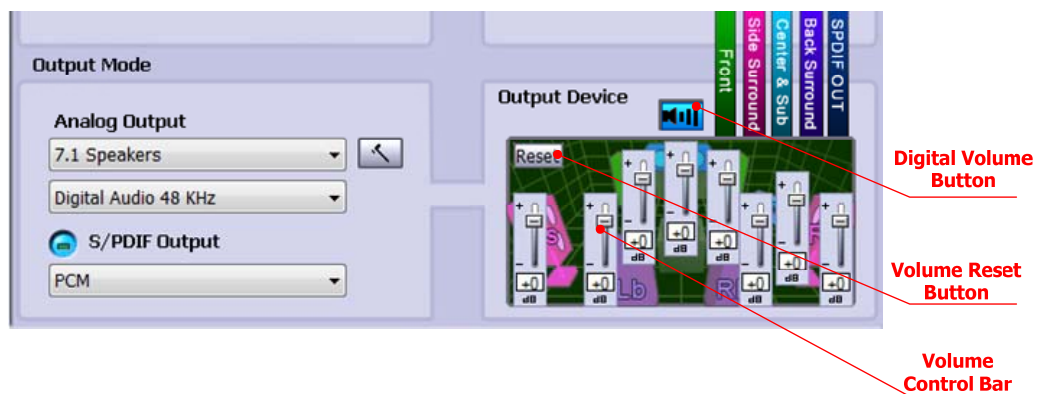 Output Mode
Analog Output
7.1 Speakers
Digital Audio 48 KHz
S/PDIF Output
PCM
Output Device
Front
Side Surround
Center & Sub
Back Surround
SPDIF OUT
Reset
+
-
+0
dB
+
-
+0
dB
+
-
+0
dB
+
-
+0
dB
+
-
+0
dB
+
-
+0
dB
+
-
+0
dB
+
-
+0
dB
Lb
Digital Volume
Button
Volume Reset
Button
Volume
Control Bar